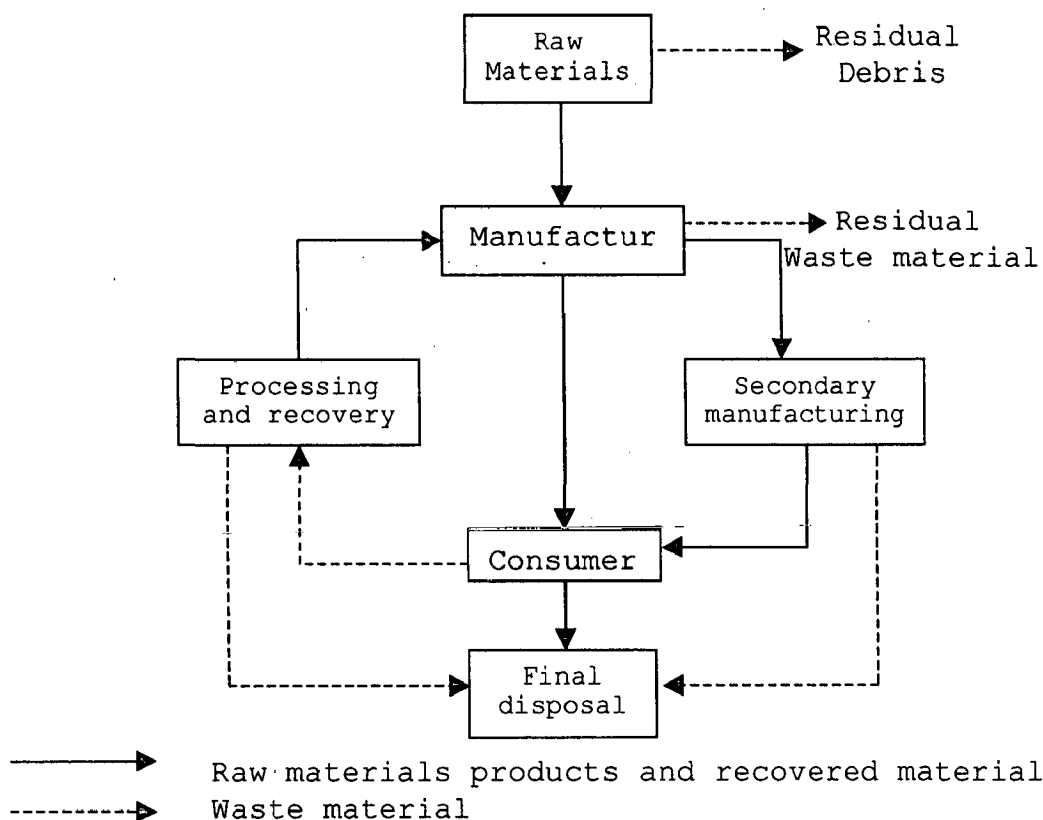 Raw
Materials
Residual
Debris
Manufactur
Residual
Waste material
Processing
and recovery
Secondary
manufacturing
Consumer
Final
disposal
Raw materials products and recovered material
Waste material